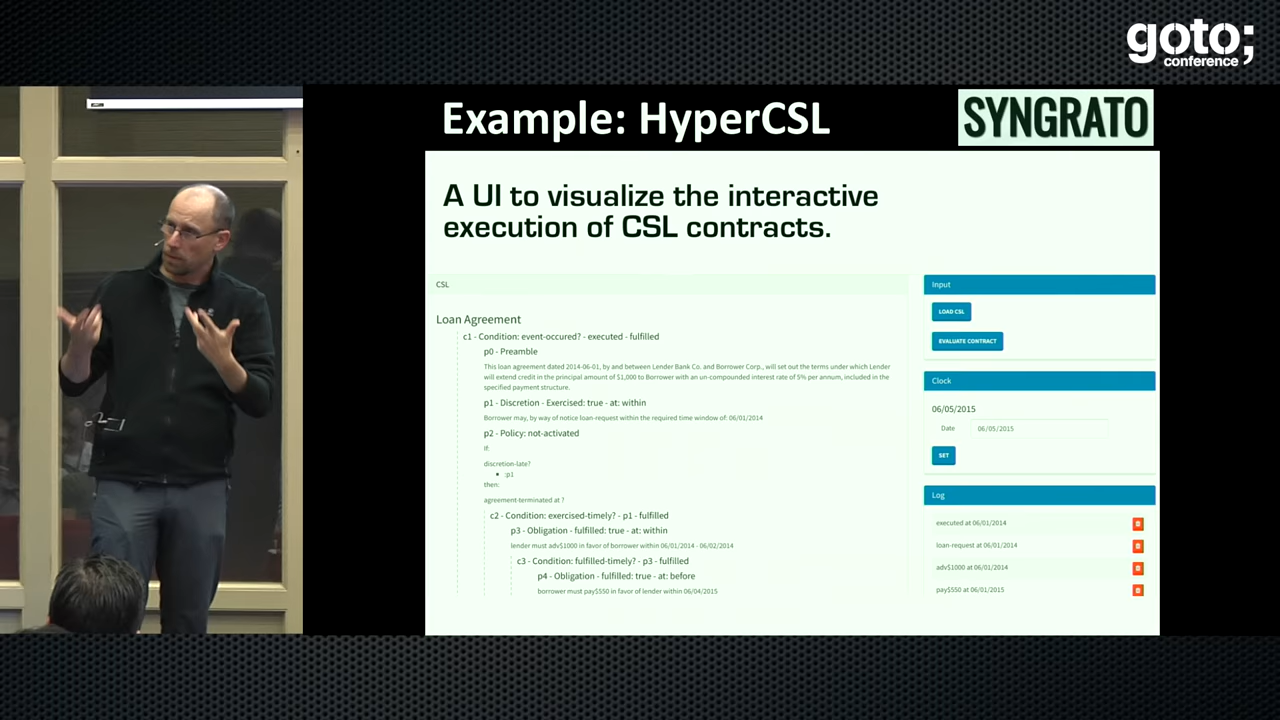 goto;
conference
Example: HyperCSL
SYNGRATO
A UI to visualize the interactive
execution of CSL contracts.
CSL
Loan Agreement
c1 - Condition: event-occured? - executed - fulfilled
p0 - Preamble
This loan agreement dated 2014-06-01, by and between Lender Bank Co. and Borrower Corp., will set out the terms under which Lender
will extend credit in the principal amount of $1,000 to Borrower with an un-compounded interest rate of 5% per annum, included in the
specified payment structure.
p1 - Discretion - Exercised: true - at: within
Borrower may, by way of notice loan-request within the required time window of: 06/01/2014
p2 - Policy: not-activated
If:
discretion-late?
:p1
then:
agreement-terminated at ?
c2 - Condition: exercised-timely? - p1 - fulfilled
p3 - Obligation - fulfilled: true - at: within
lender must adv$1000 in favor of borrower within 06/01/2014 - 06/02/2014
c3 - Condition: fulfilled-timely? - p3 - fulfilled
p4 - Obligation - fulfilled: true - at: before
borrower must pay$550 in favor of lender within 06/04/2015
Input
LOAD CSL
EVALUATE CONTRACT
Clock
06/05/2015
Date 06/05/2015
SET
Log
executed at 06/01/2014
loan-request at 06/01/2014
adv$1000 at 06/01/2014
pay$550 at 06/01/2015